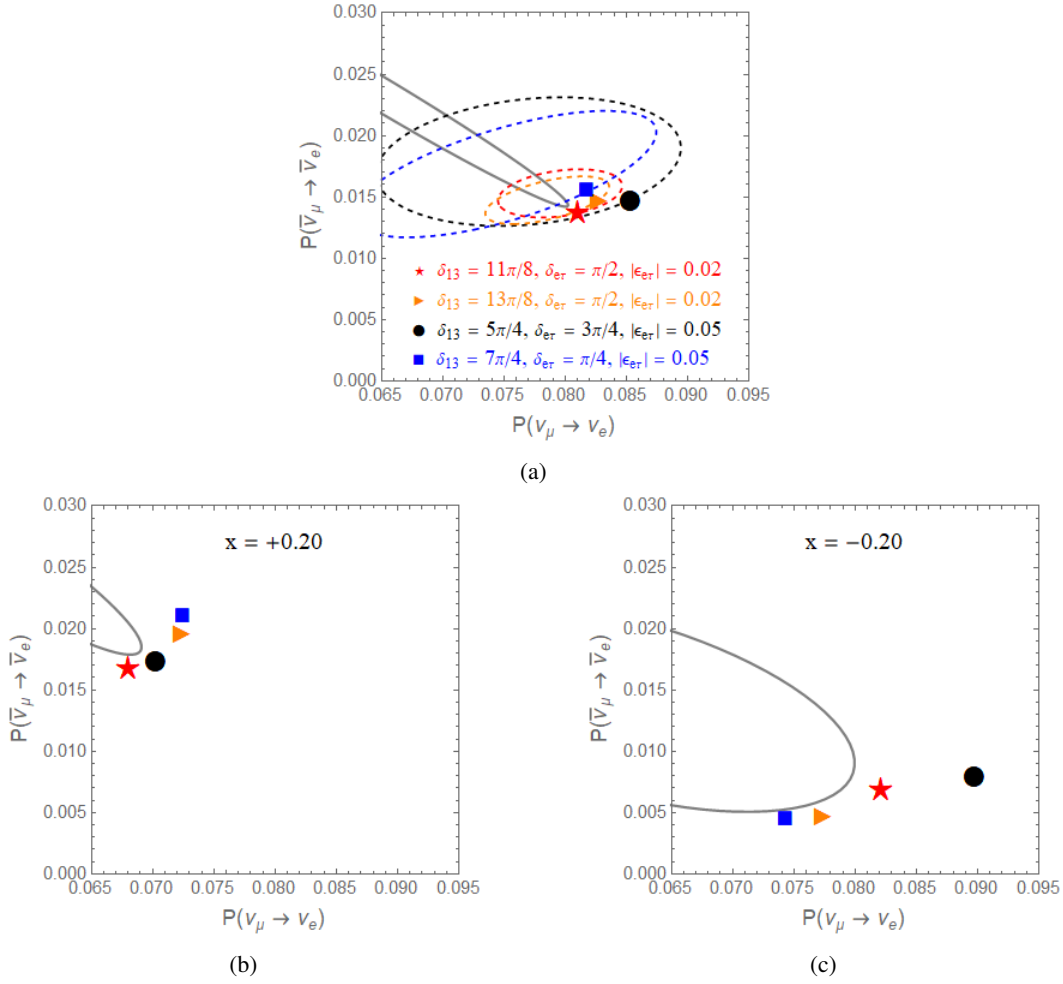 0.030
0.025
0.020
0.015
0.010
0.005
0.000
P(ν̅μ → ν̅e)
★ δ13 = 11π/8, δeτ = π/2, |ϵeτ| = 0.02
▶ δ13 = 13π/8, δeτ = π/2, |ϵeτ| = 0.02
● δ13 = 5π/4, δeτ = 3π/4, |ϵeτ| = 0.05
■ δ13 = 7π/4, δeτ = π/4, |ϵeτ| = 0.05
0.065 0.070 0.075 0.080 0.085 0.090 0.095
P(νμ → νe)
(a)
0.030
0.025
0.020
0.015
0.010
0.005
0.000
P(ν̅μ → ν̅e)
x = +0.20
0.065 0.070 0.075 0.080 0.085 0.090 0.095
P(νμ → νe)
(b)
0.030
0.025
0.020
0.015
0.010
0.005
0.000
P(ν̅μ → ν̅e)
x = −0.20
0.065 0.070 0.075 0.080 0.085 0.090 0.095
P(νμ → νe)
(c)